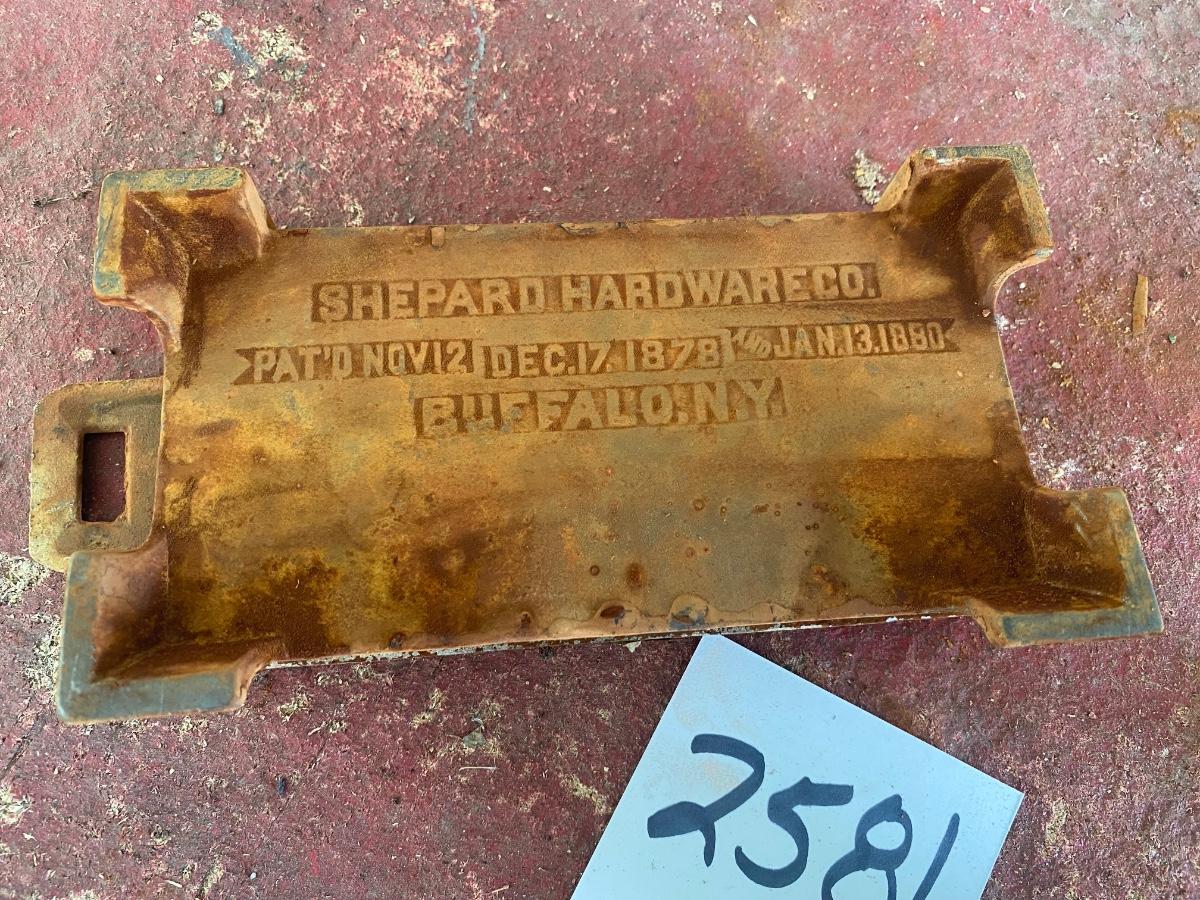 SHEPARD HARDWARE CO.
PAT'D NOV.12. DEC.17.1878 AND JAN.13.1880
BUFFALO. N.Y.
2581